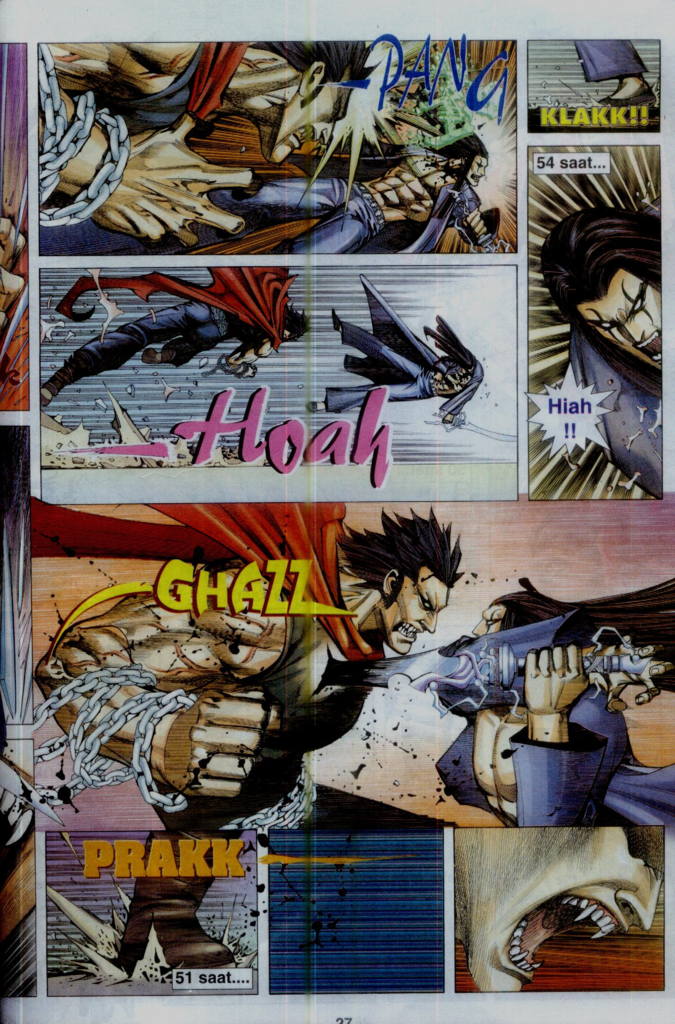 PANG
KLAKK!!
54 saat...
Hiah
!!
Hoah
GHAZZ
PRAKK
51 saat....
27